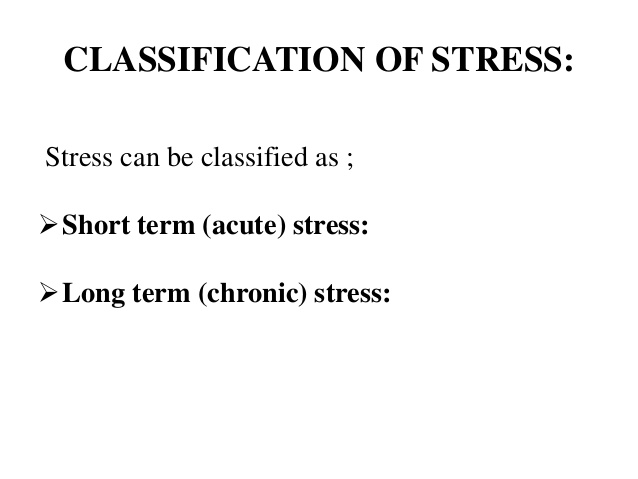 CLASSIFICATION OF STRESS:
Stress can be classified as ;
➢Short term (acute) stress:
➢Long term (chronic) stress: